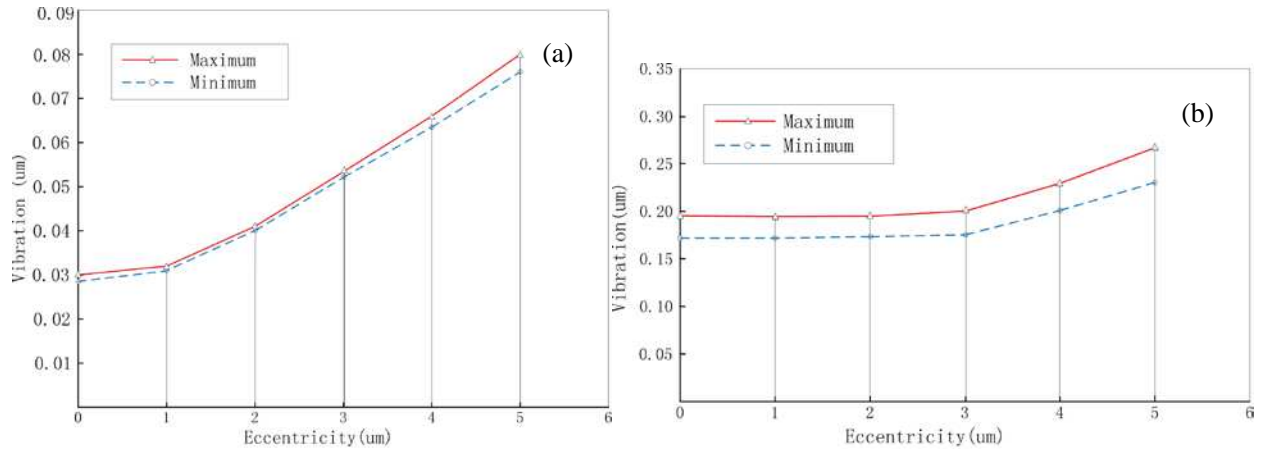 0.09
0.08
0.07
0.06
0.05
0.04
0.03
0.02
0.01
Vibration (um)
Maximum
Minimum
(a)
0 1 2 3 4 5 6
Eccentricity(um)
0.35
0.30
0.25
0.20
0.15
0.10
0.05
Vibration(um)
Maximum
Minimum
(b)
0 1 2 3 4 5 6
Eccentricity(um)